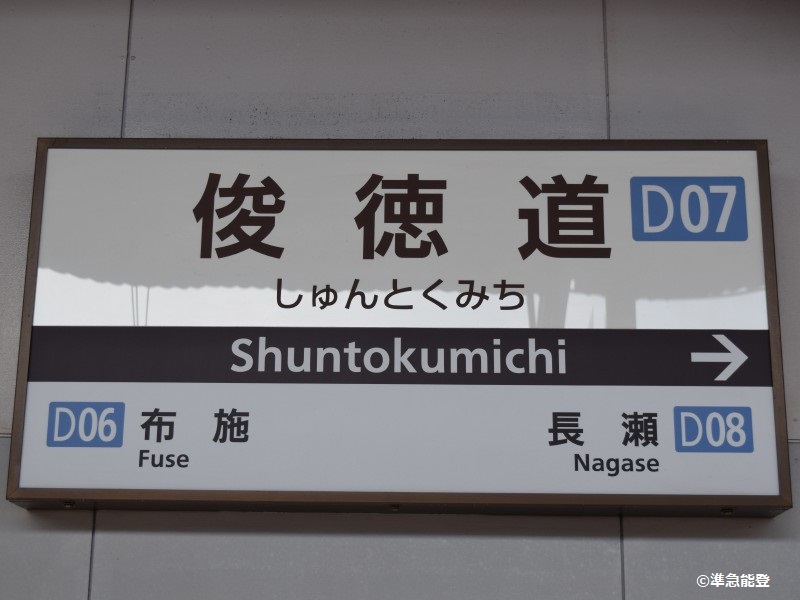 俊徳道 D07
しゅんとくみち
Shuntokumichi →
D06 布施
Fuse
長瀬 D08
Nagase
©準急能登